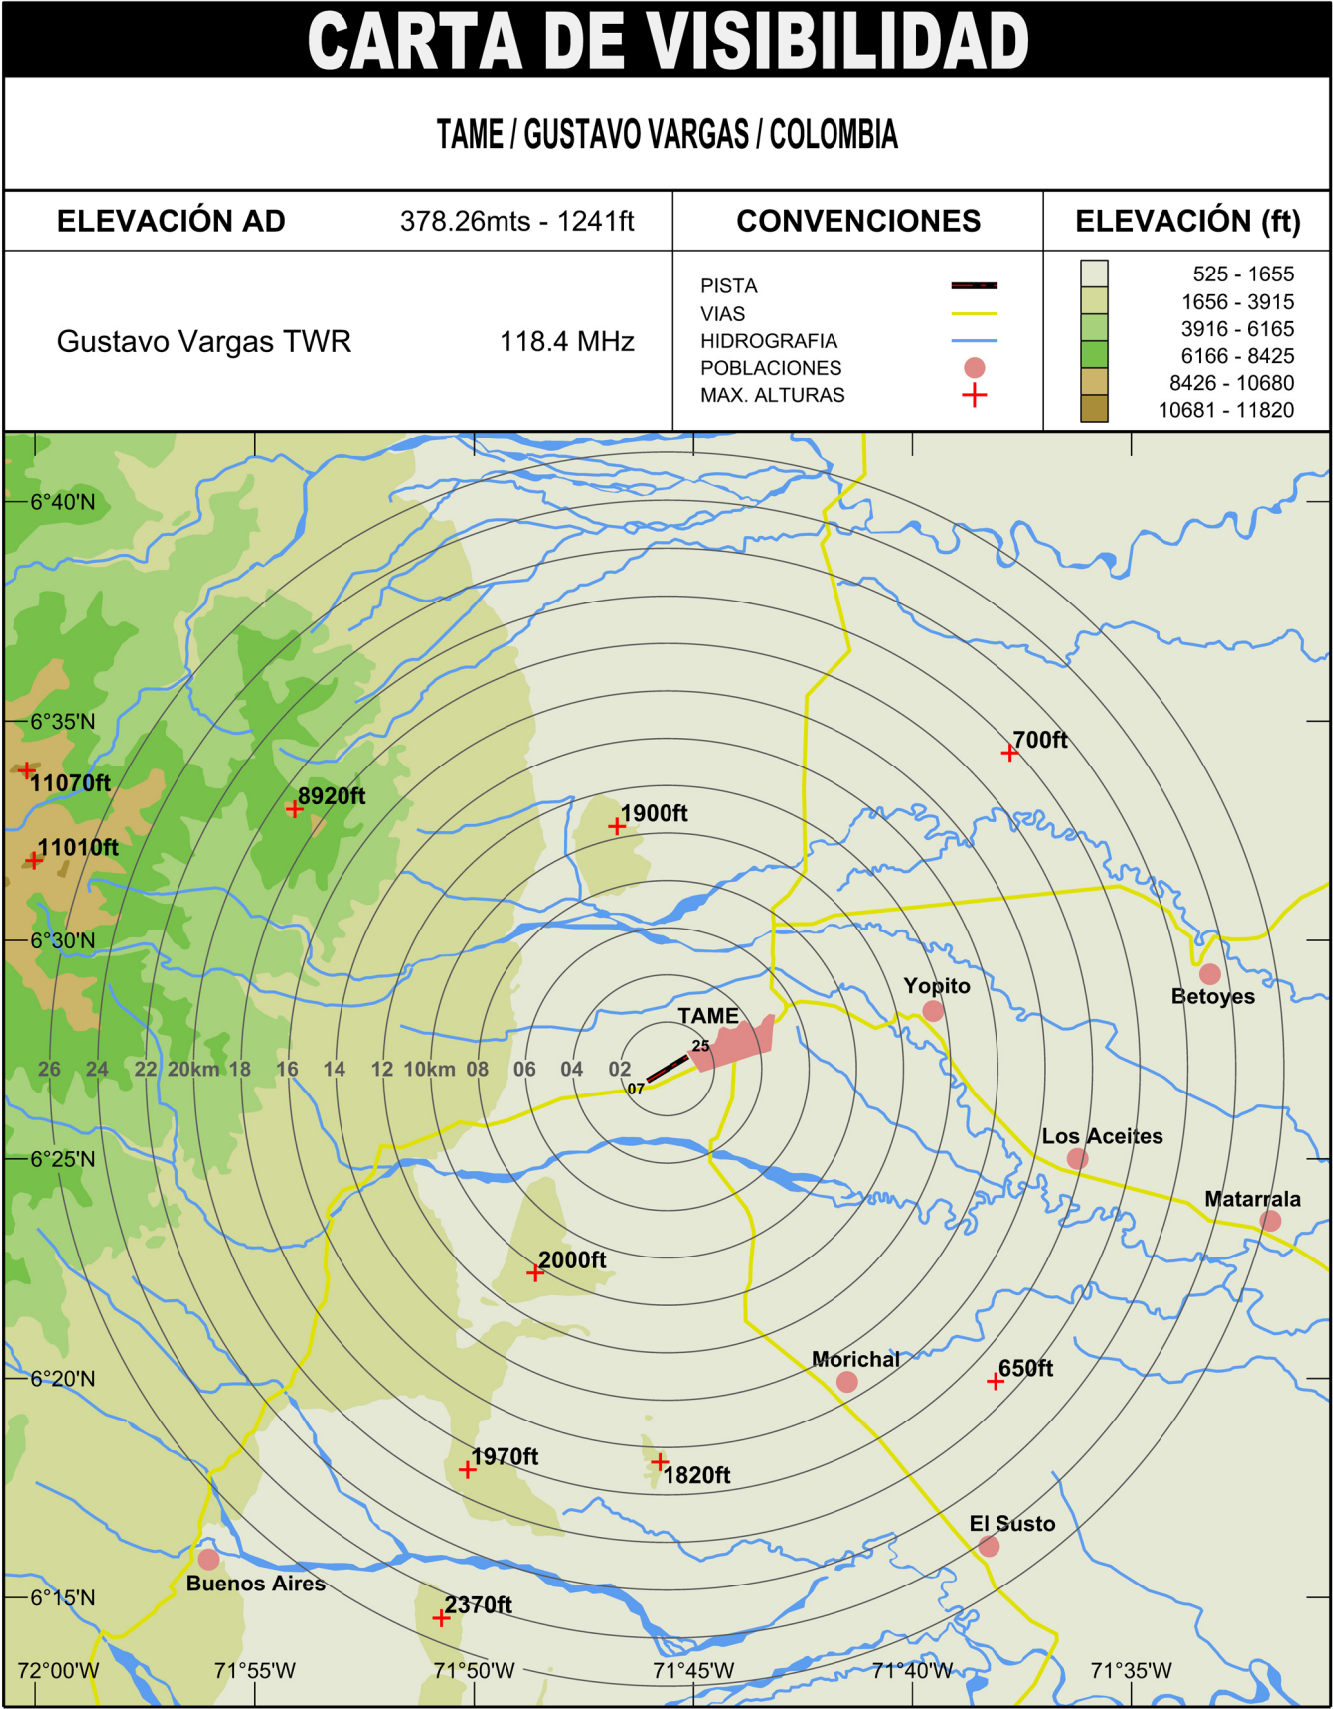 CARTA DE VISIBILIDAD
TAME / GUSTAVO VARGAS / COLOMBIA
ELEVACIÓN AD 378.26mts - 1241ft
CONVENCIONES
ELEVACIÓN (ft)
Gustavo Vargas TWR 118.4 MHz
PISTA
VIAS
HIDROGRAFIA
POBLACIONES
MAX. ALTURAS
525 - 1655
1656 - 3915
3916 - 6165
6166 - 8425
8426 - 10680
10681 - 11820
6°40'N
6°35'N
700ft
11070ft
8920ft
1900ft
11010ft
6°30'N
Yopito
Betoyes
TAME
25
26 24 22 20km 18 16 14 12 10km 08 06 04 02
07
Los Aceites
6°25'N
Matarrala
2000ft
Morichal
650ft
6°20'N
1970ft
1820ft
El Susto
Buenos Aires
6°15'N
2370ft
72°00'W 71°55'W 71°50'W 71°45'W 71°40'W 71°35'W